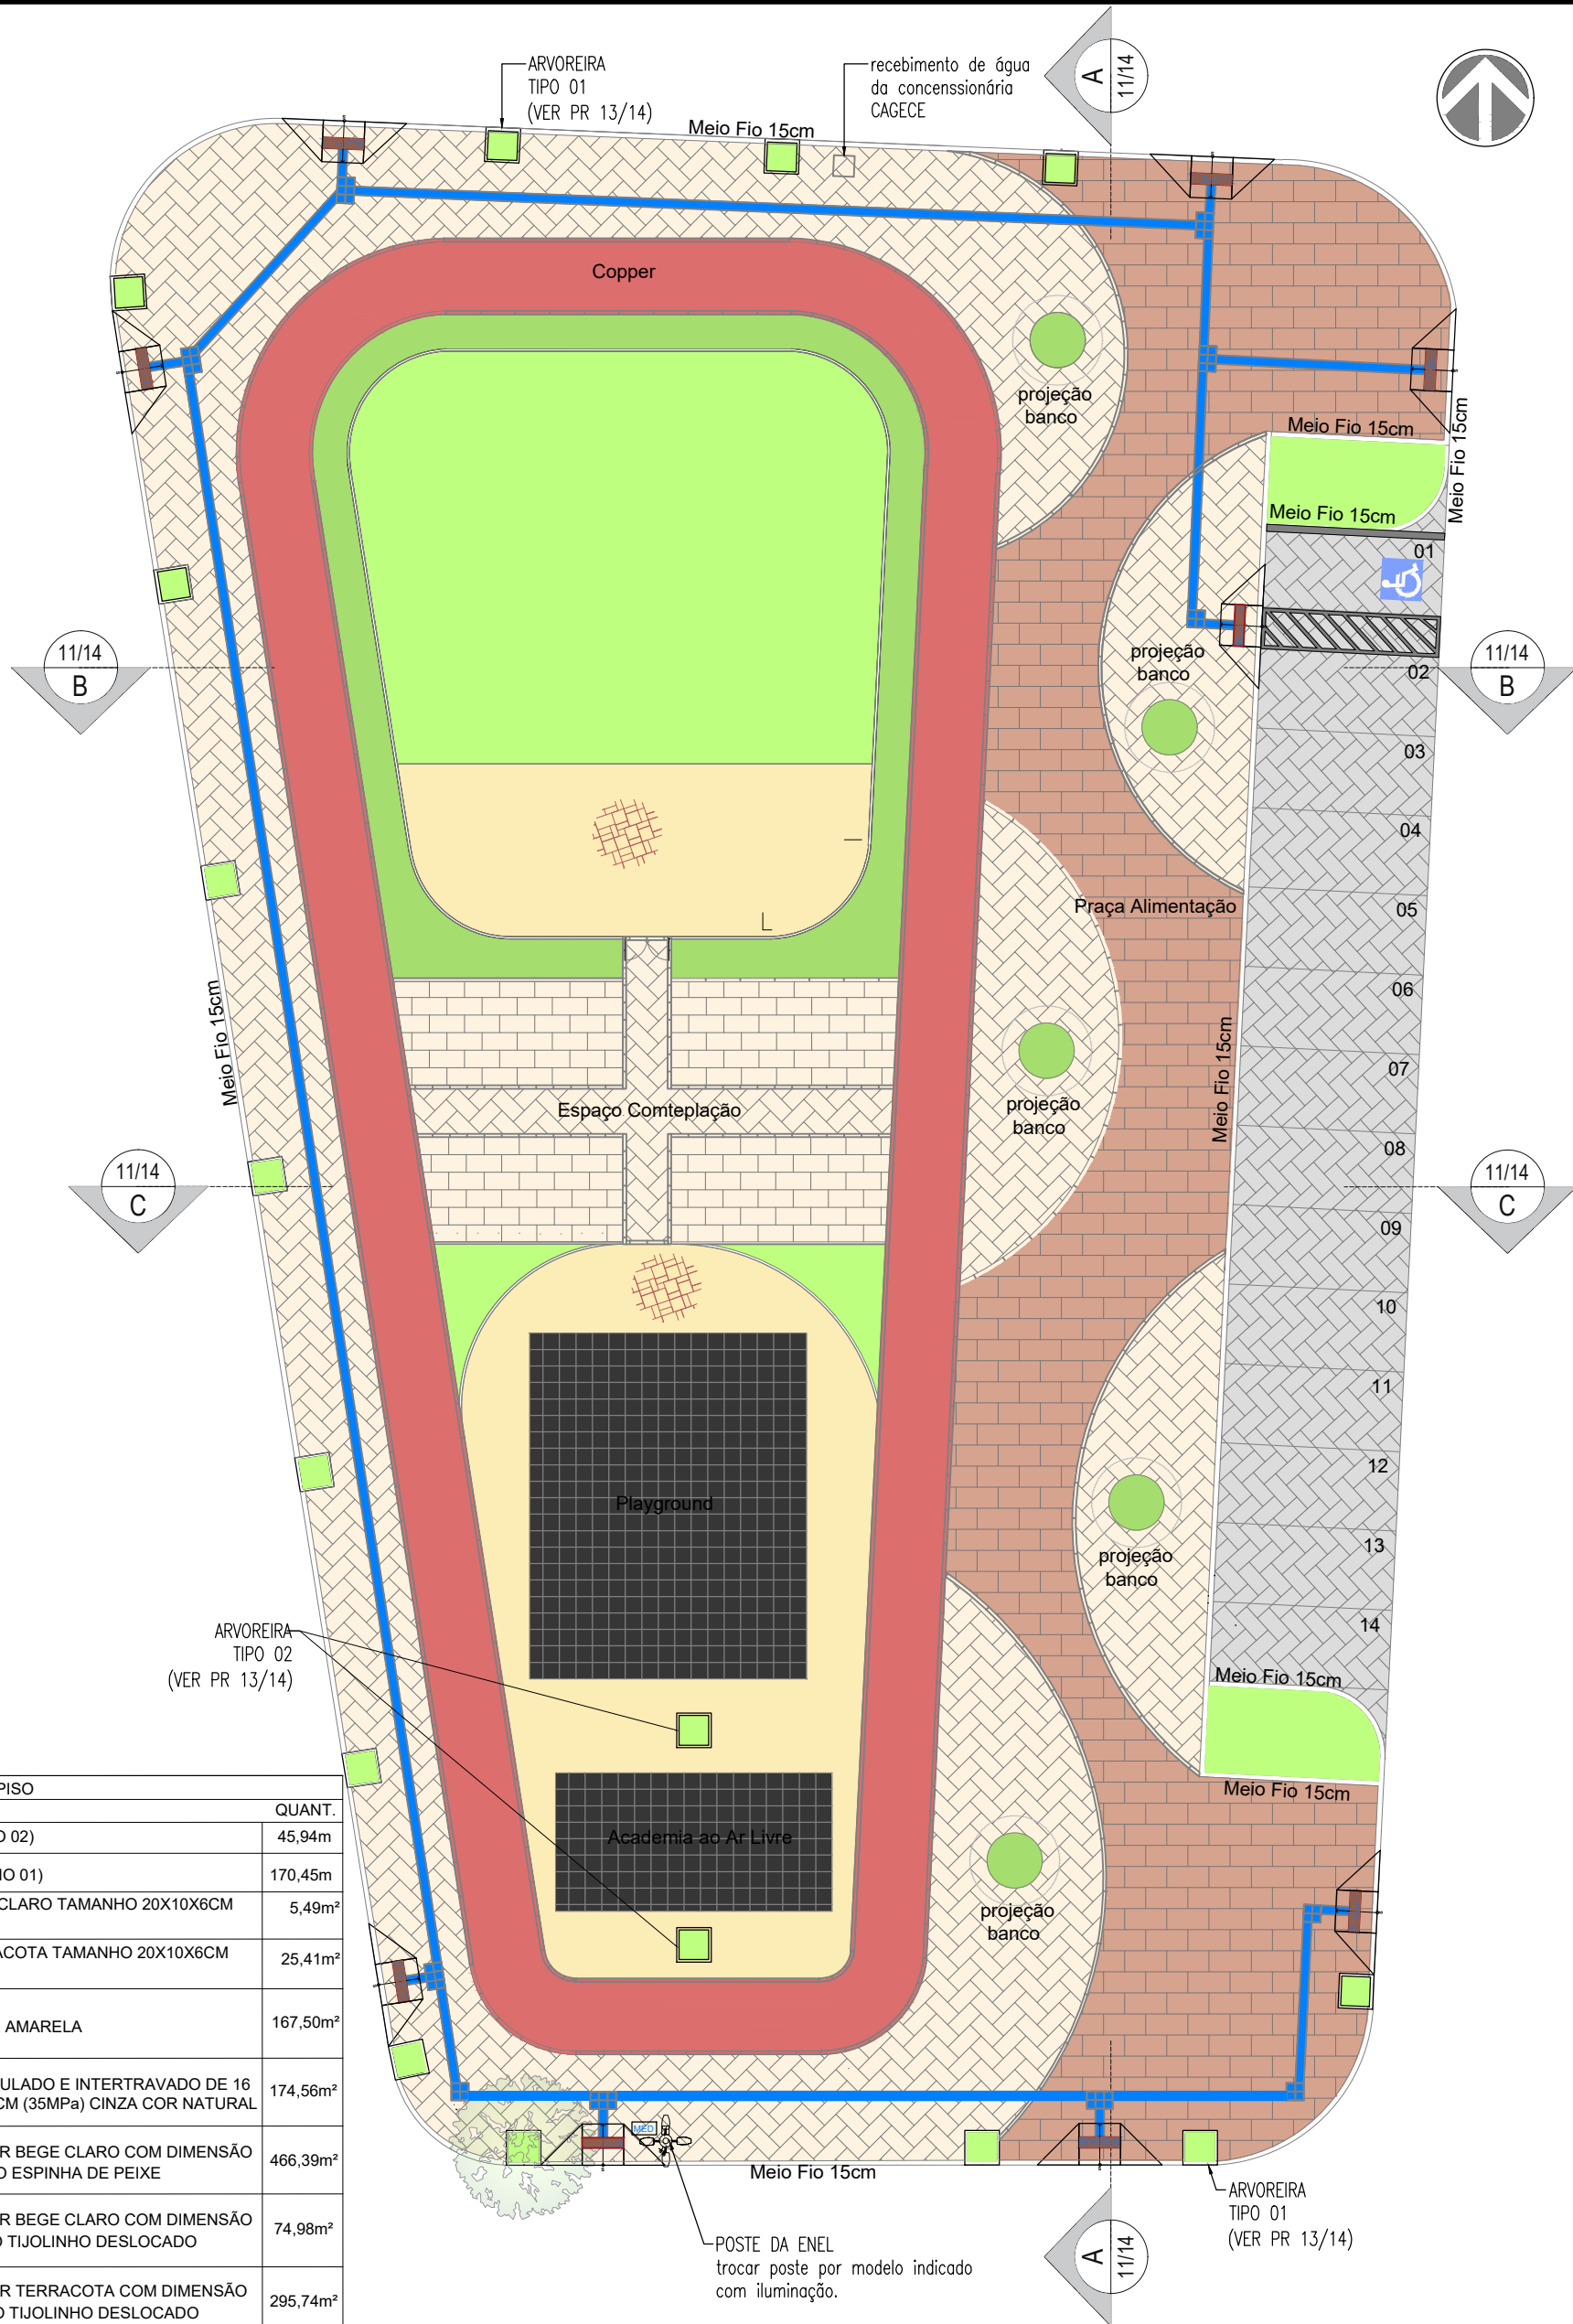 ARVOREIRA
TIPO 01
(VER PR 13/14)
recebimento de água
da concenssionária
CAGECE
A
11/14
Meio Fio 15cm
Copper
projeção
banco
Meio Fio 15cm
Meio Fio 15cm
Meio Fio 15cm
01
11/14
B
projeção
banco
02
11/14
B
03
04
Praça Alimentação
05
06
Meio Fio 15cm
Meio Fio 15cm
07
projeção
banco
Espaço Comteplação
08
11/14
C
11/14
C
09
10
11
12
Playground
13
projeção
banco
14
ARVOREIRA
TIPO 02
(VER PR 13/14)
Meio Fio 15cm
Meio Fio 15cm
Academia ao Ar Livre
projeção
banco
PISO
QUANT.
O 02)
45,94m
IO 01)
170,45m
CLARO TAMANHO 20X10X6CM
5,49m²
ACOTA TAMANHO 20X10X6CM
25,41m²
AMARELA
167,50m²
ULADO E INTERTRAVADO DE 16
CM (35MPa) CINZA COR NATURAL
174,56m²
R BEGE CLARO COM DIMENSÃO
O ESPINHA DE PEIXE
466,39m²
R BEGE CLARO COM DIMENSÃO
O TIJOLINHO DESLOCADO
74,98m²
R TERRACOTA COM DIMENSÃO
O TIJOLINHO DESLOCADO
295,74m²
MED
Meio Fio 15cm
POSTE DA ENEL
trocar poste por modelo indicado
com iluminação.
A
11/14
ARVOREIRA
TIPO 01
(VER PR 13/14)